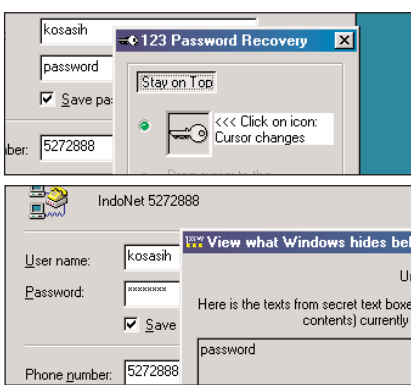 kosasih
123 Password Recovery
password
Stay on Top
Save pa
<<< Click on icon:
Cursor changes
ber: 5272888
IndoNet 5272888
User name: kosasih
View what Windows hides bel
Password: xxxxxxxx
Here is the texts from secret text boxe
contents) currently
Save
password
Phone number: 5272888